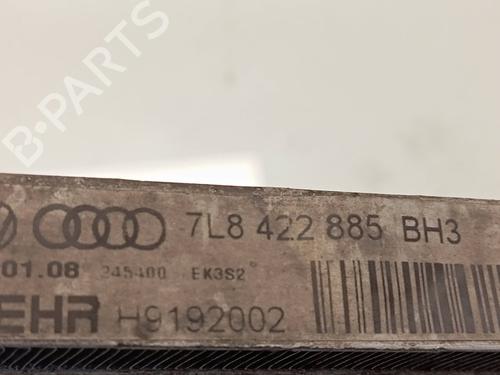 B-PARTS
7L8 422 885 BH3
01.08 245400 EK3S2
EHR H9192002